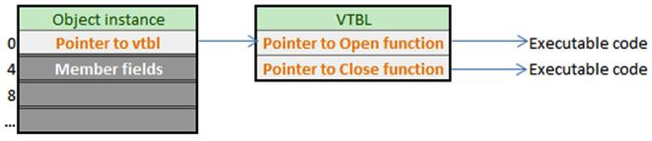 Object instance VTBL
0 Pointer to vtbl Pointer to Open function Executable code
4 Member fields Pointer to Close function Executable code
8
...